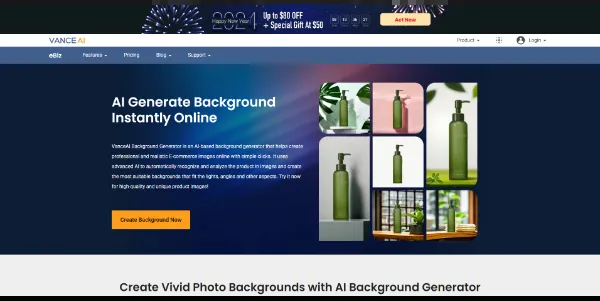 Happy New Year!
2024
Up to $80 OFF
+ Special Gift At $50
Act Now
VANCE AI
Product
Login
eBiz
Features
Pricing
Blog
Support
AI Generate Background
Instantly Online
VanceAI Background Generator is an AI-based background generator that helps create
professional and realistic E-commerce images online with simple clicks. It uses
advanced AI to automatically recognize and analyze the product in images and create
the most suitable backgrounds that fit the lights, angles and other aspects. Try it now
for high quality and unique product images!
Create Background Now
Create Vivid Photo Backgrounds with AI Background Generator